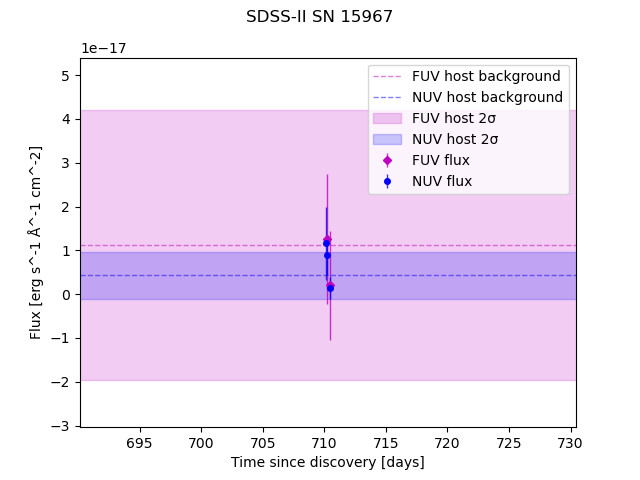 SDSS-II SN 15967
1e−17
FUV host background
NUV host background
FUV host 2σ
NUV host 2σ
FUV flux
NUV flux
5
4
3
2
1
0
−1
−2
−3
Flux [erg s^-1 Å^-1 cm^-2]
695
700
705
710
715
720
725
730
Time since discovery [days]